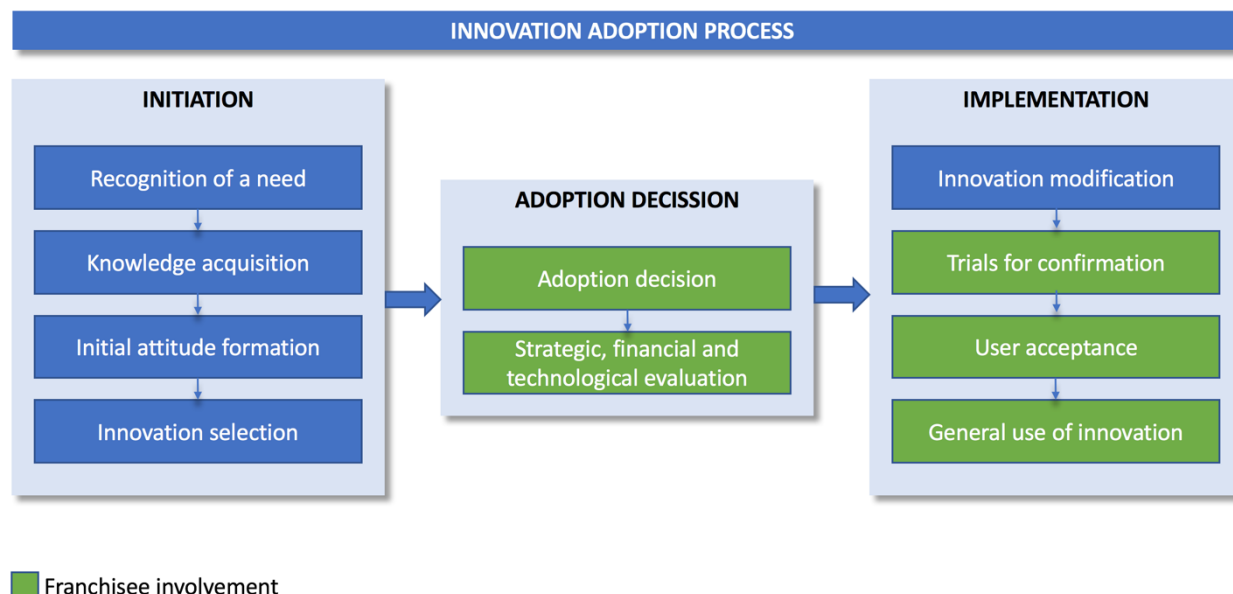 INNOVATION ADOPTION PROCESS
INITIATION
Recognition of a need
Knowledge acquisition
Initial attitude formation
Innovation selection
ADOPTION DECISSION
Adoption decision
Strategic, financial and
technological evaluation
IMPLEMENTATION
Innovation modification
Trials for confirmation
User acceptance
General use of innovation
Franchisee involvement